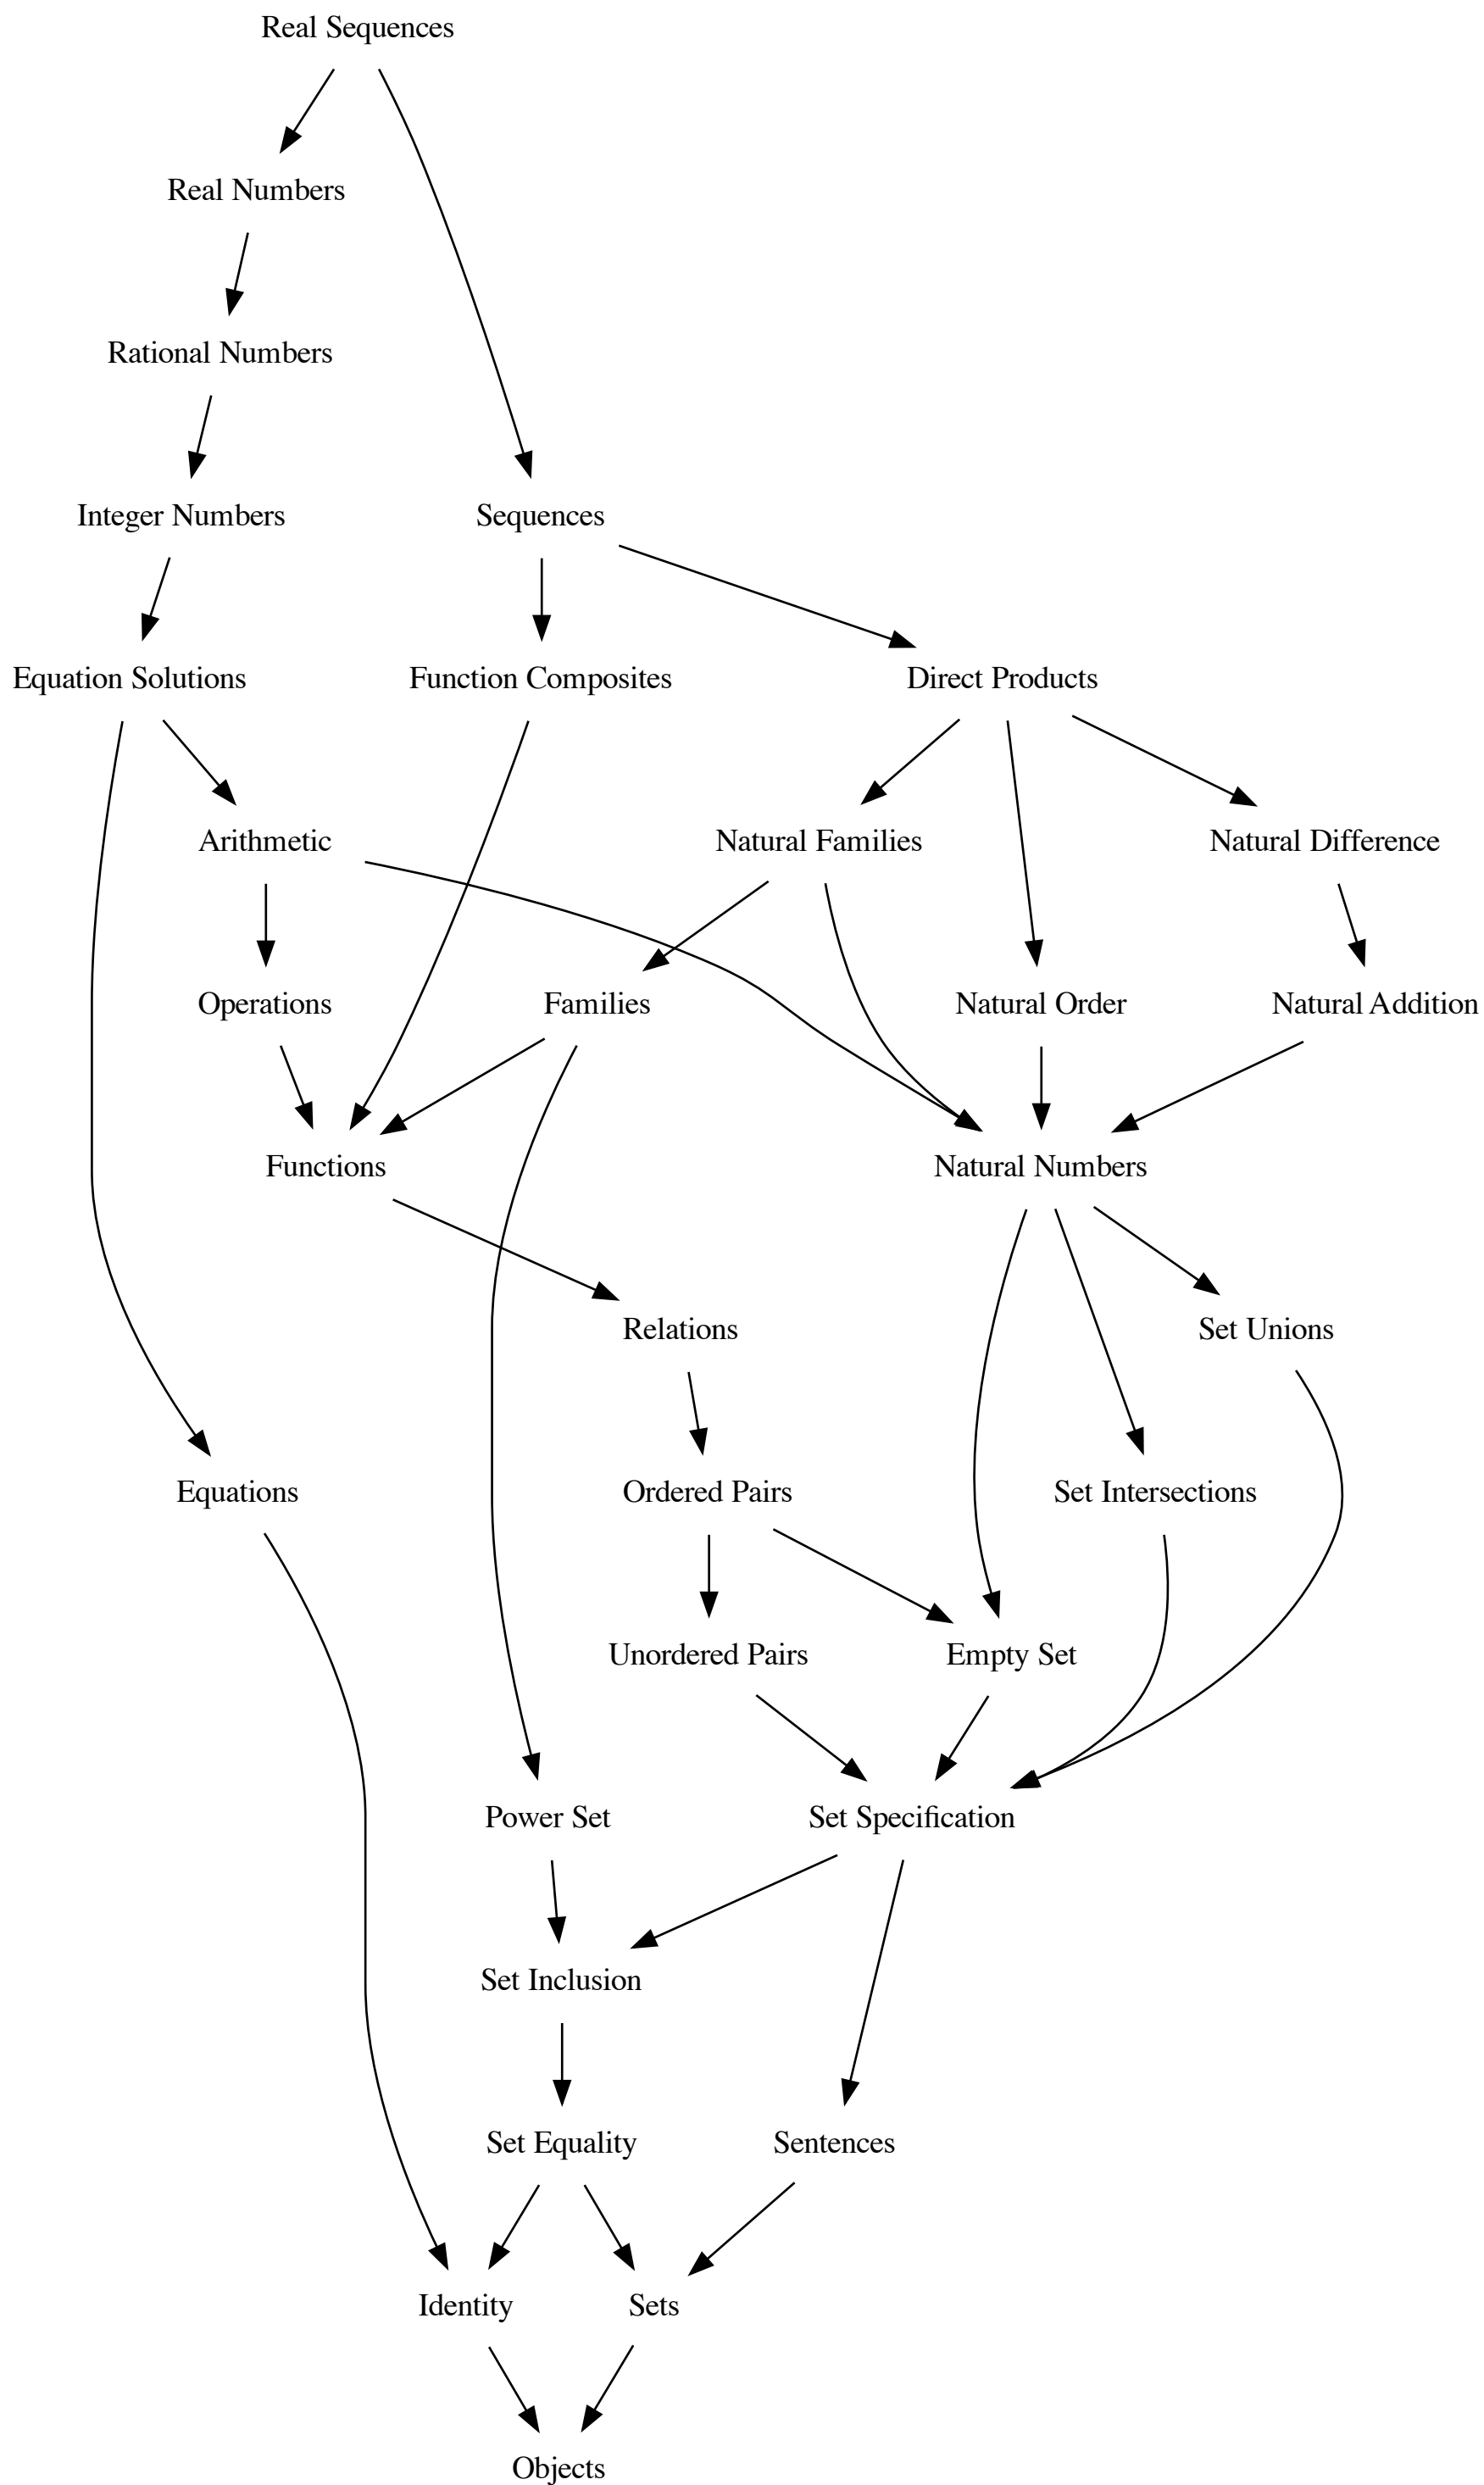 Real Sequences
Real Numbers
Rational Numbers
Integer Numbers
Sequences
Equation Solutions
Function Composites
Direct Products
Arithmetic
Natural Families
Natural Difference
Operations
Families
Natural Order
Natural Addition
Functions
Natural Numbers
Relations
Set Unions
Equations
Ordered Pairs
Set Intersections
Unordered Pairs
Empty Set
Power Set
Set Specification
Set Inclusion
Set Equality
Sentences
Identity
Sets
Objects